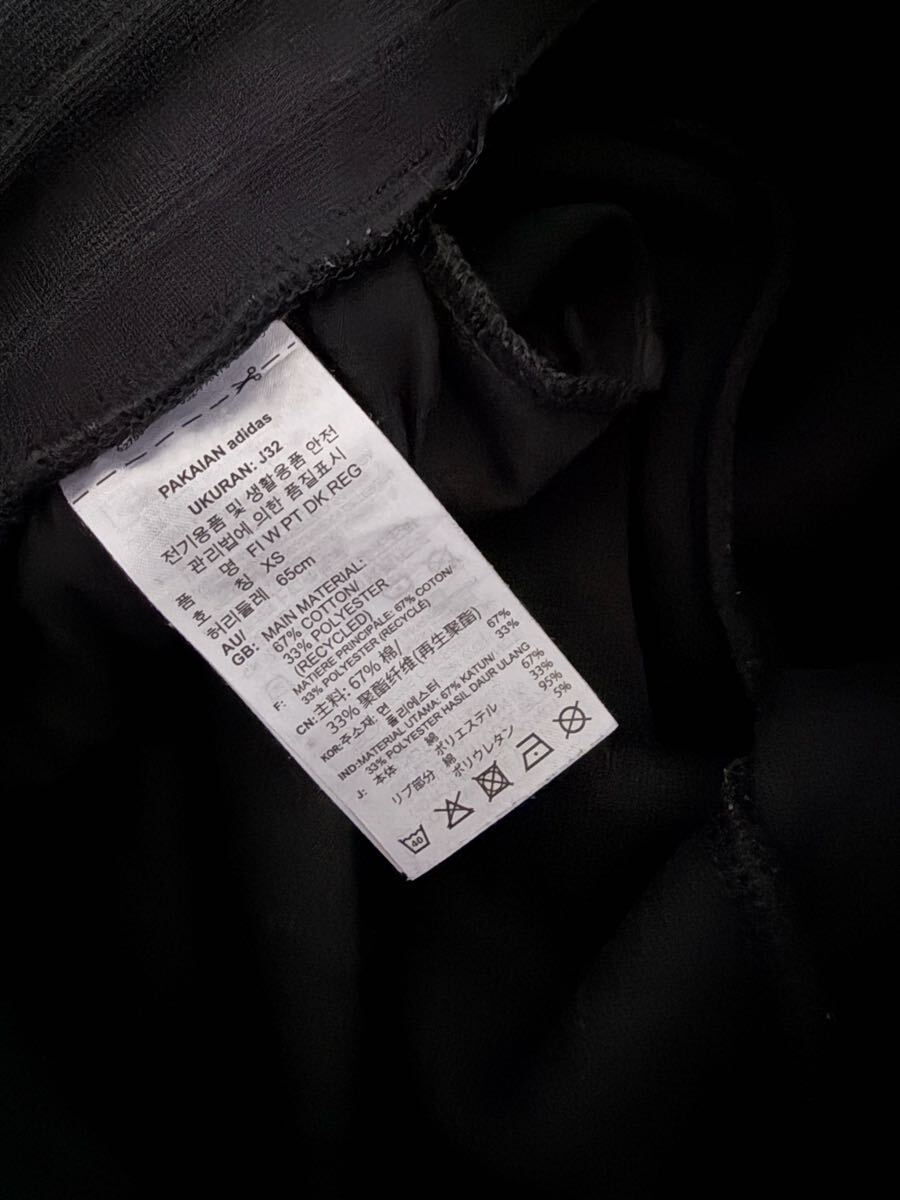 PAKAIAN adidas
UKURAN: J32
전기용품 및 생활용품 안전
관리법에 의한 품질표시
품 명 FI W PT DK REG
호 칭 XS
허리둘레 65cm
AU/
GB: MAIN MATERIAL:
67% COTTON/
33% POLYESTER
(RECYCLED)
F: MATIERE PRINCIPALE: 67% COTON/
33% POLYESTER (RECYCLÉ)
CN: 主料: 67% 棉/
33% 聚酯纤维(再生聚酯)
KOR: 주소재: 면 67%
폴리에스터 33%
IND: MATERIAL UTAMA: 67% KATUN/
33% POLYESTER HASIL DAUR ULANG
J: 本体 綿 67%
ポリエステル 33%
リブ部分 綿 95%
ポリウレタン 5%
40